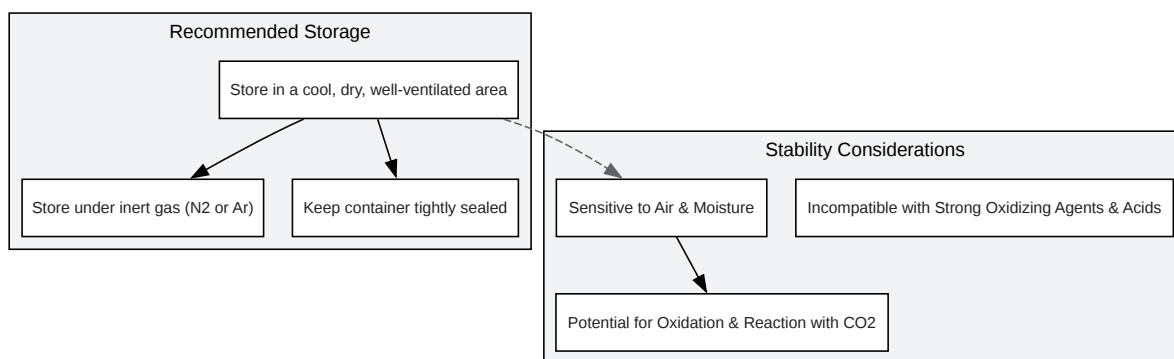 Recommended Storage
Store in a cool, dry, well-ventilated area
Store under inert gas (N2 or Ar)
Keep container tightly sealed
Stability Considerations
Sensitive to Air & Moisture
Incompatible with Strong Oxidizing Agents & Acids
Potential for Oxidation & Reaction with CO2